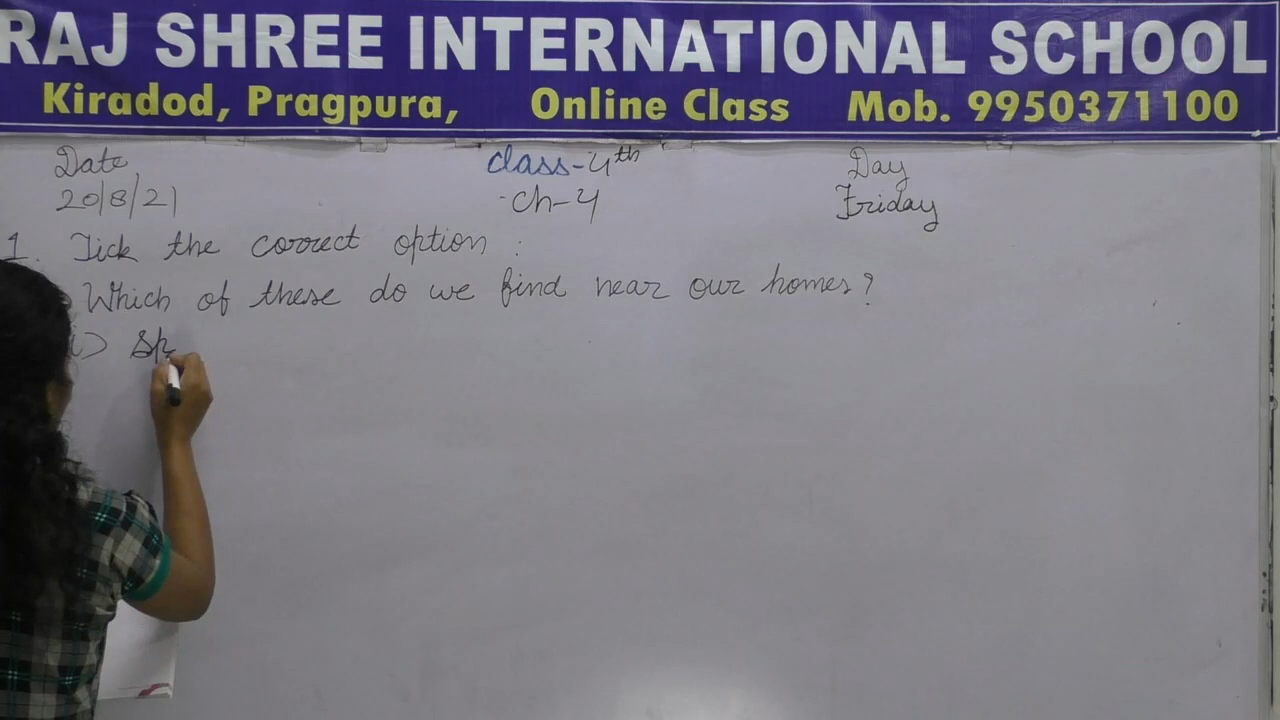 RAJ SHREE INTERNATIONAL SCHOOL
Kiradod, Pragpura, Online Class Mob. 9950371100
Date class-4th Day
20/8/21 Ch-4 Friday
1. Tick the correct option :
Which of these do we find near our homes?
i) Sp